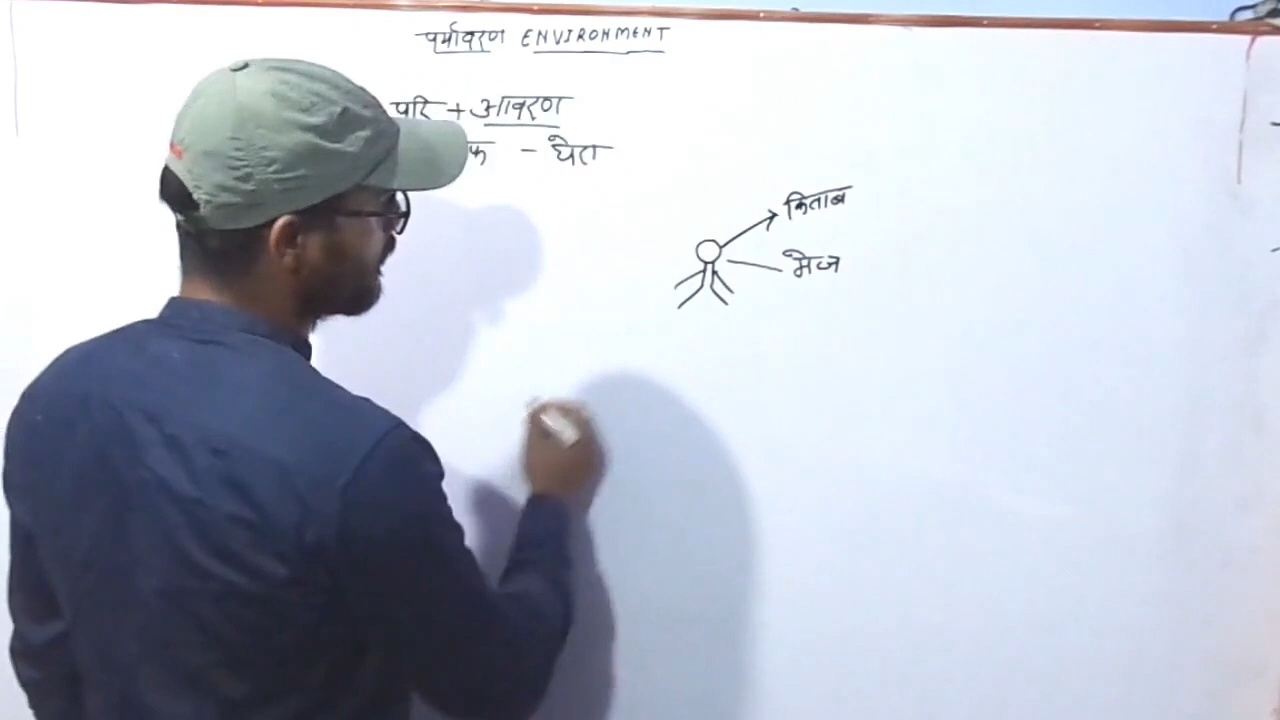 पर्यावरण ENVIRONMENT
परि + आवरण
- घेरा
किताब
मेज